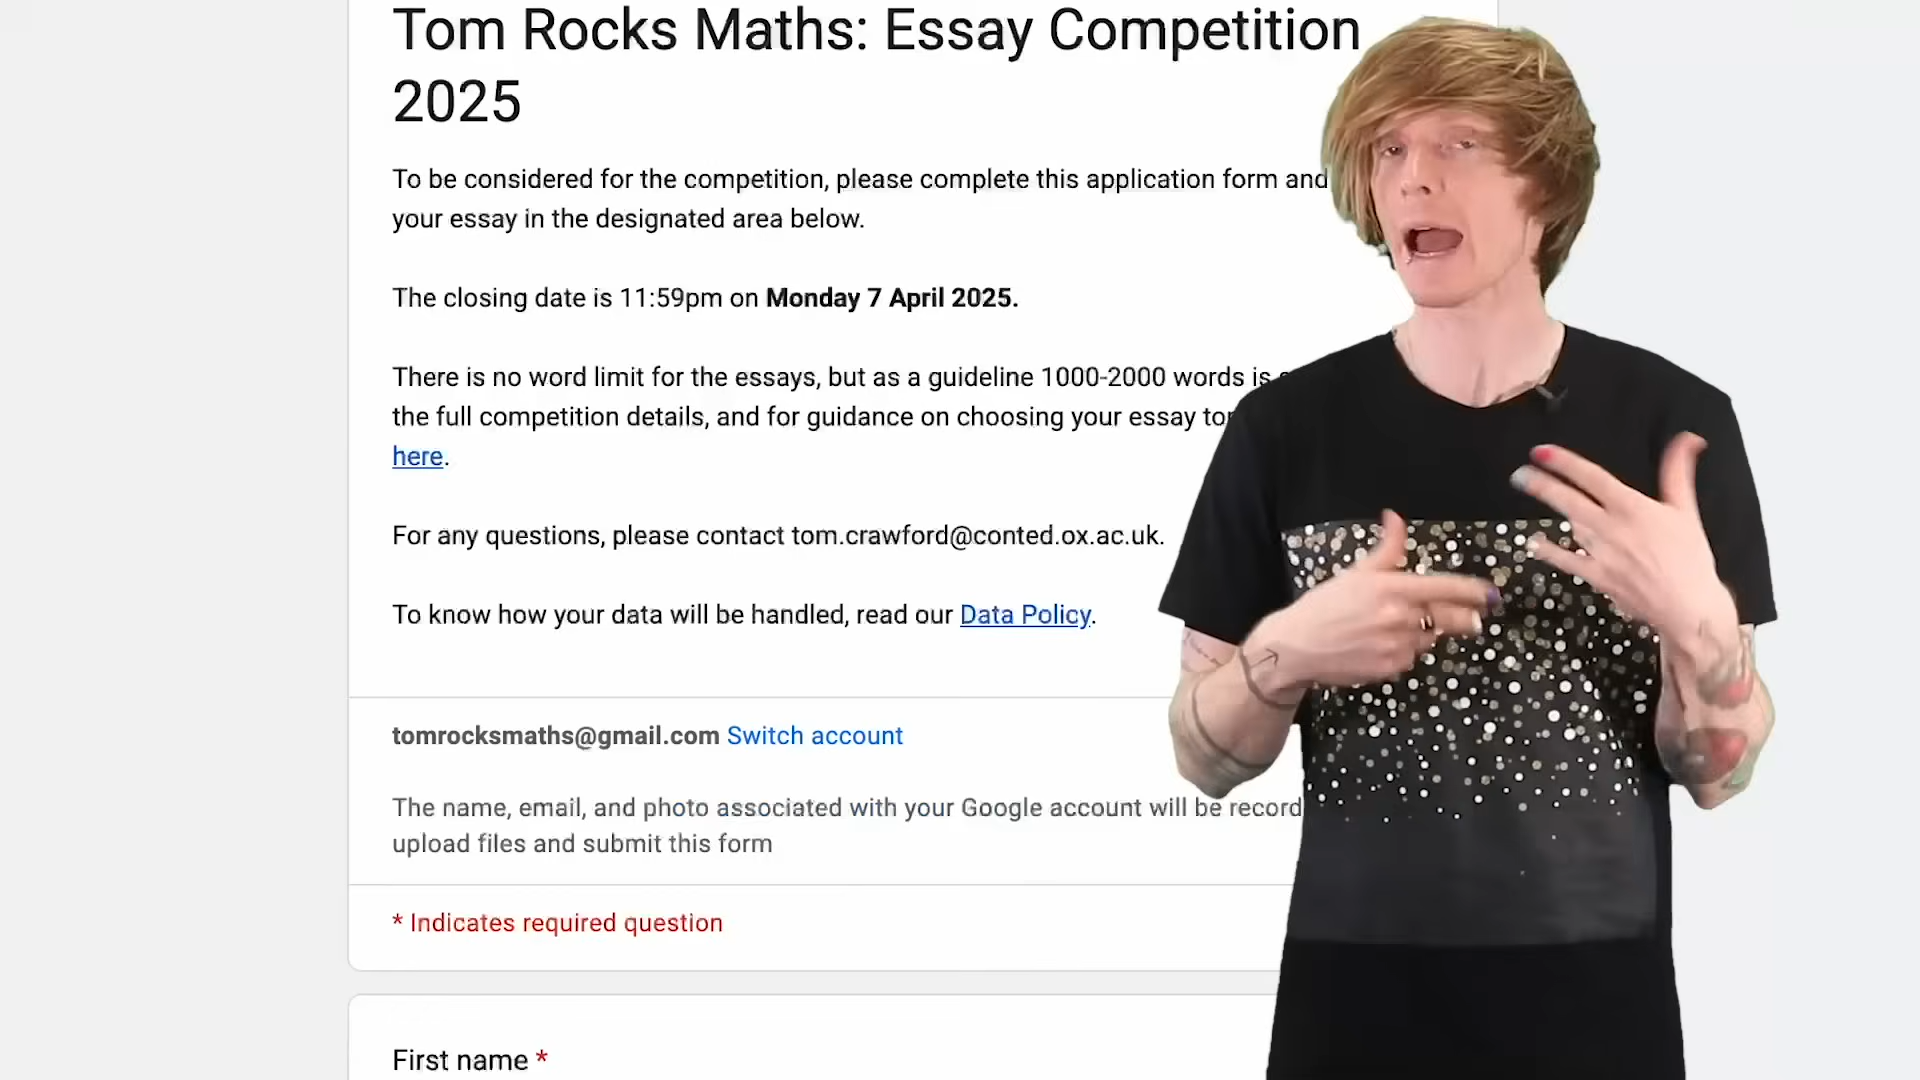 Tom Rocks Maths: Essay Competition
2025
To be considered for the competition, please complete this application form and
your essay in the designated area below.
The closing date is 11:59pm on Monday 7 April 2025.
There is no word limit for the essays, but as a guideline 1000-2000 words is
the full competition details, and for guidance on choosing your essay
here.
For any questions, please contact tom.crawford@conted.ox.ac.uk.
To know how your data will be handled, read our Data Policy.
tomrocksmaths@gmail.com Switch account
The name, email, and photo associated with your Google account will be record
upload files and submit this form
* Indicates required question
First name *